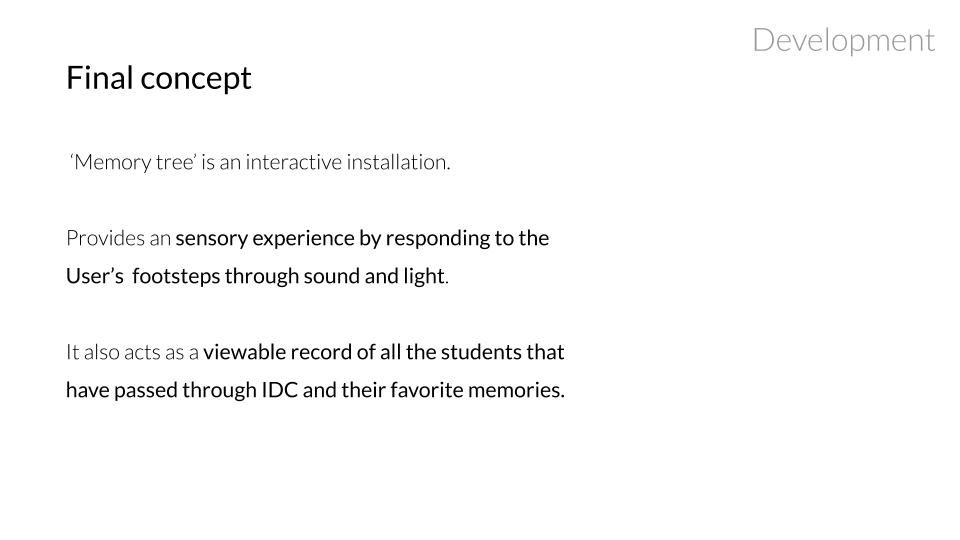 Development
Final concept
‘Memory tree’ is an interactive installation.
Provides an sensory experience by responding to the
User’s  footsteps through sound and light.
It also acts as a viewable record of all the students that
have passed through IDC and their favorite memories.